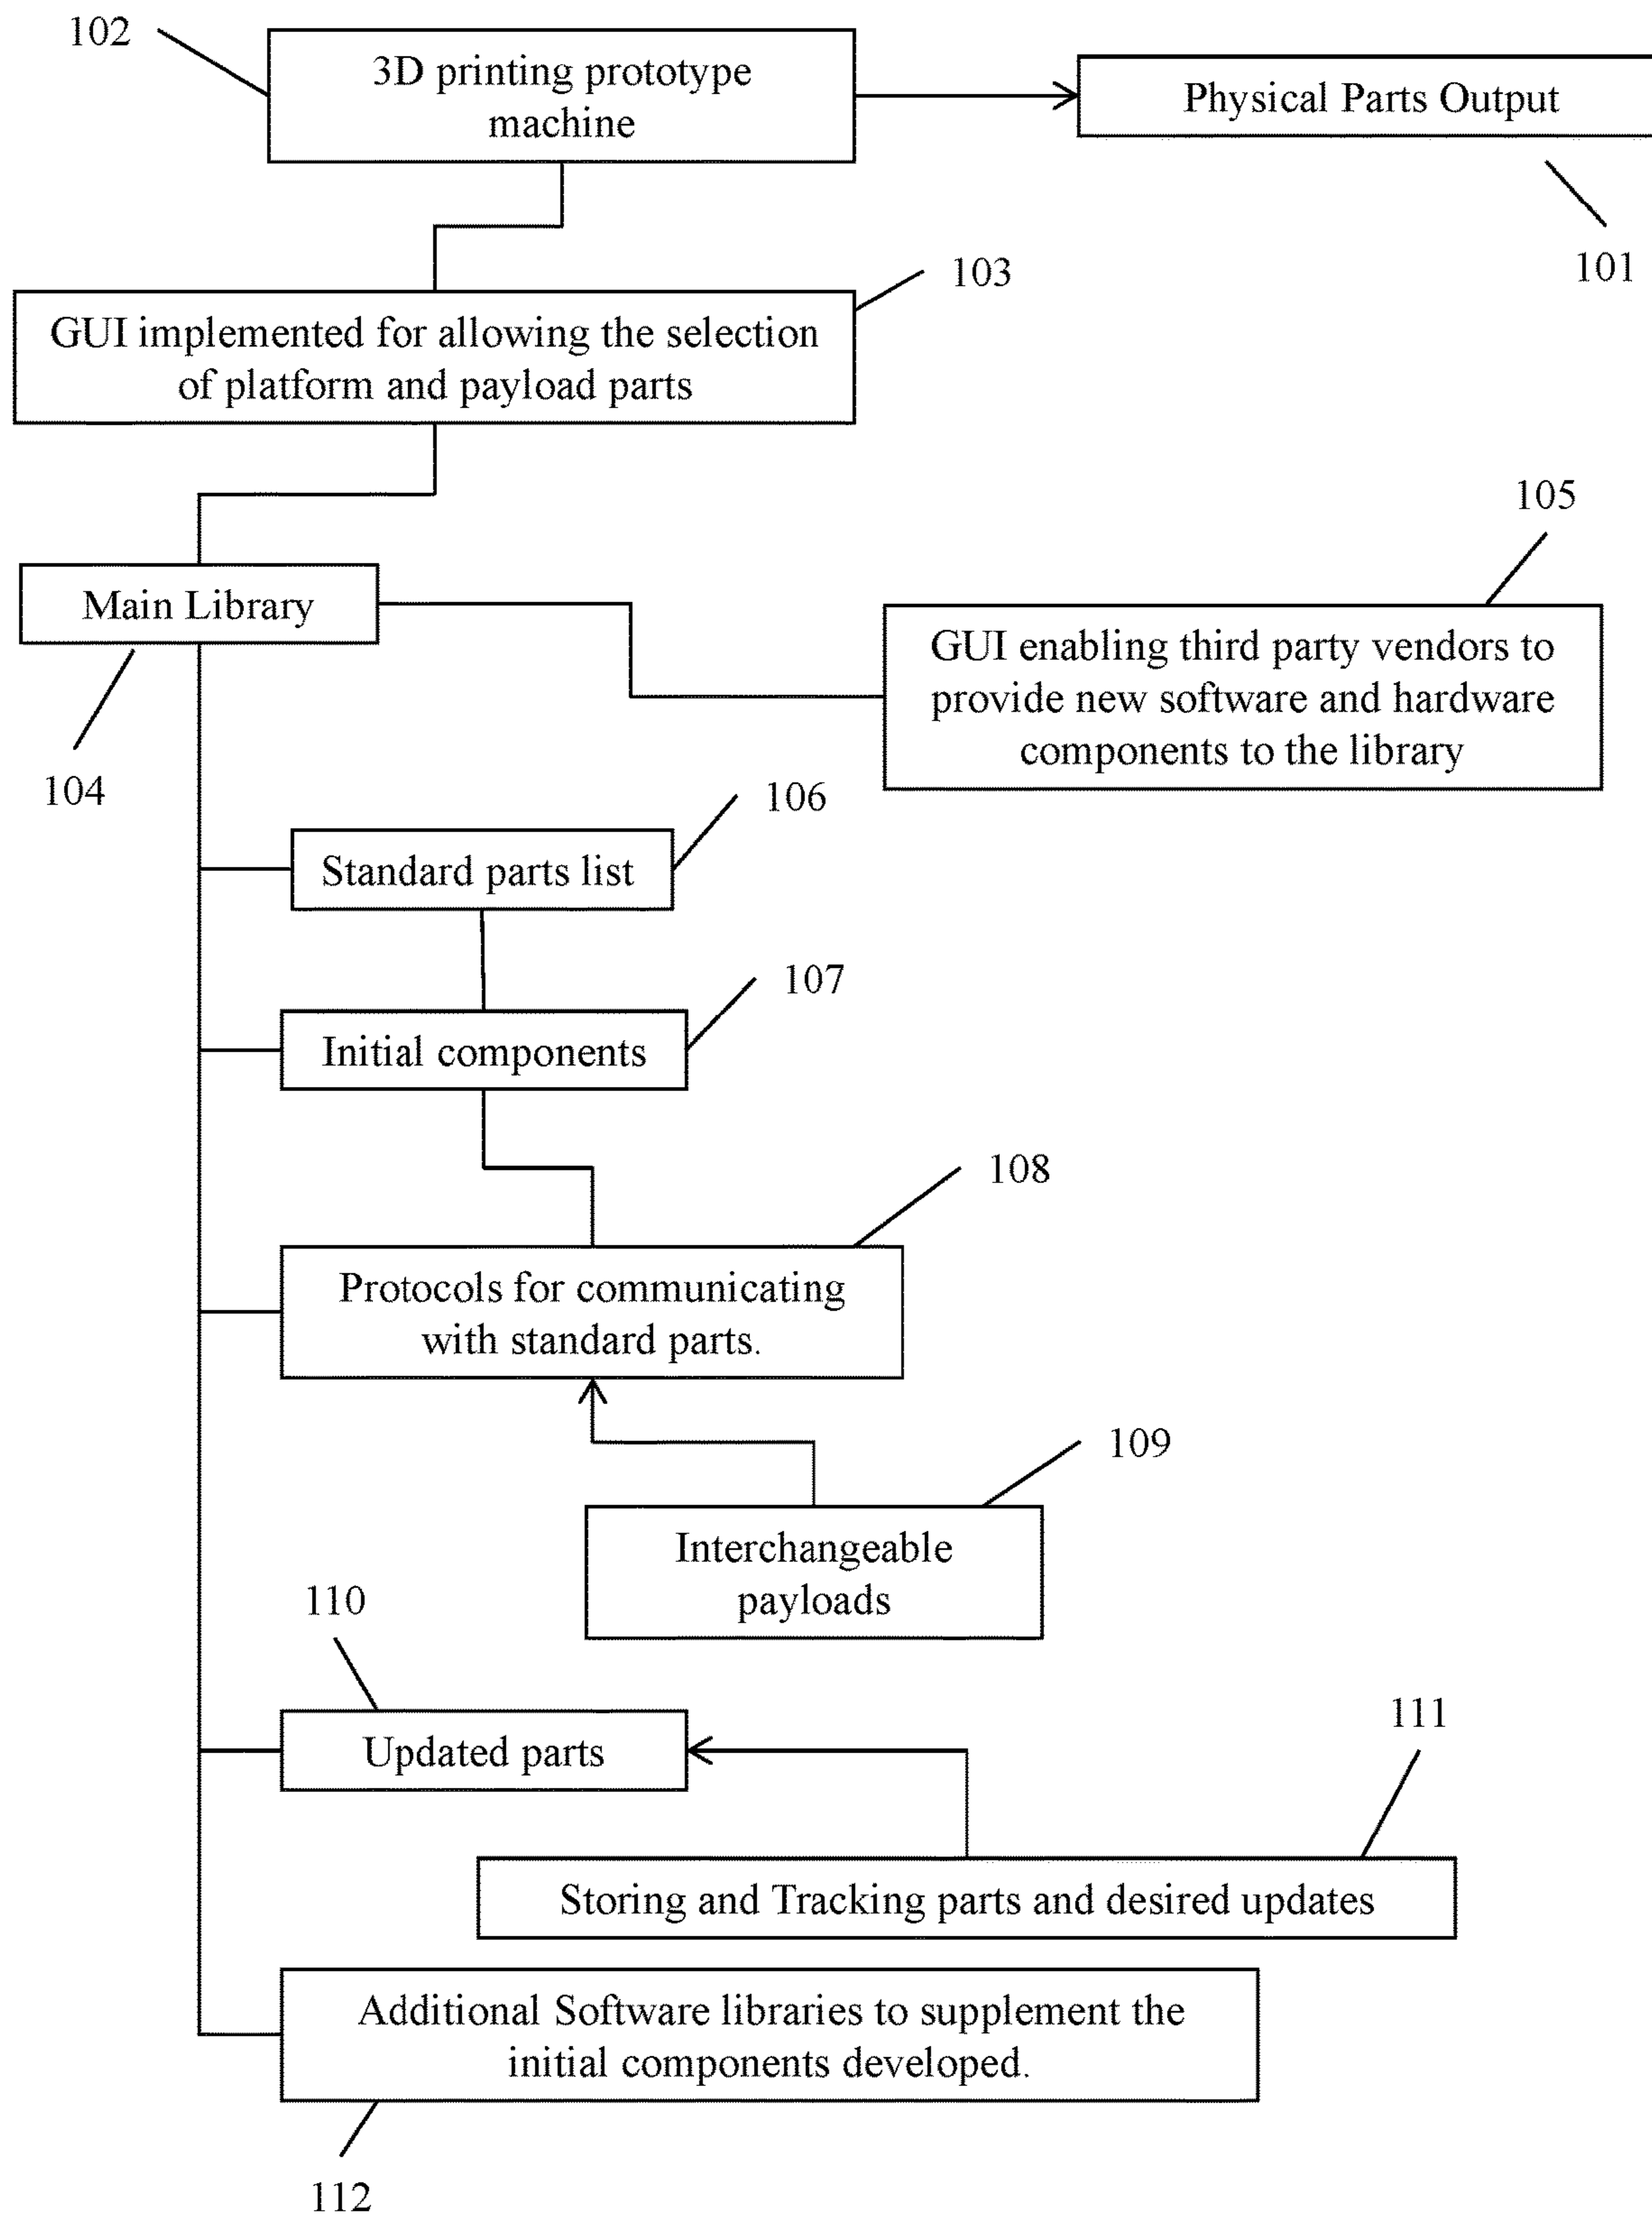 102
3D printing prototype
machine
Physical Parts Output
101
103
GUI implemented for allowing the selection
of platform and payload parts
105
Main Library
GUI enabling third party vendors to
provide new software and hardware
components to the library
104
106
Standard parts list
107
Initial components
108
Protocols for communicating
with standard parts.
109
Interchangeable
payloads
110
111
Updated parts
Storing and Tracking parts and desired updates
Additional Software libraries to supplement the
initial components developed.
112